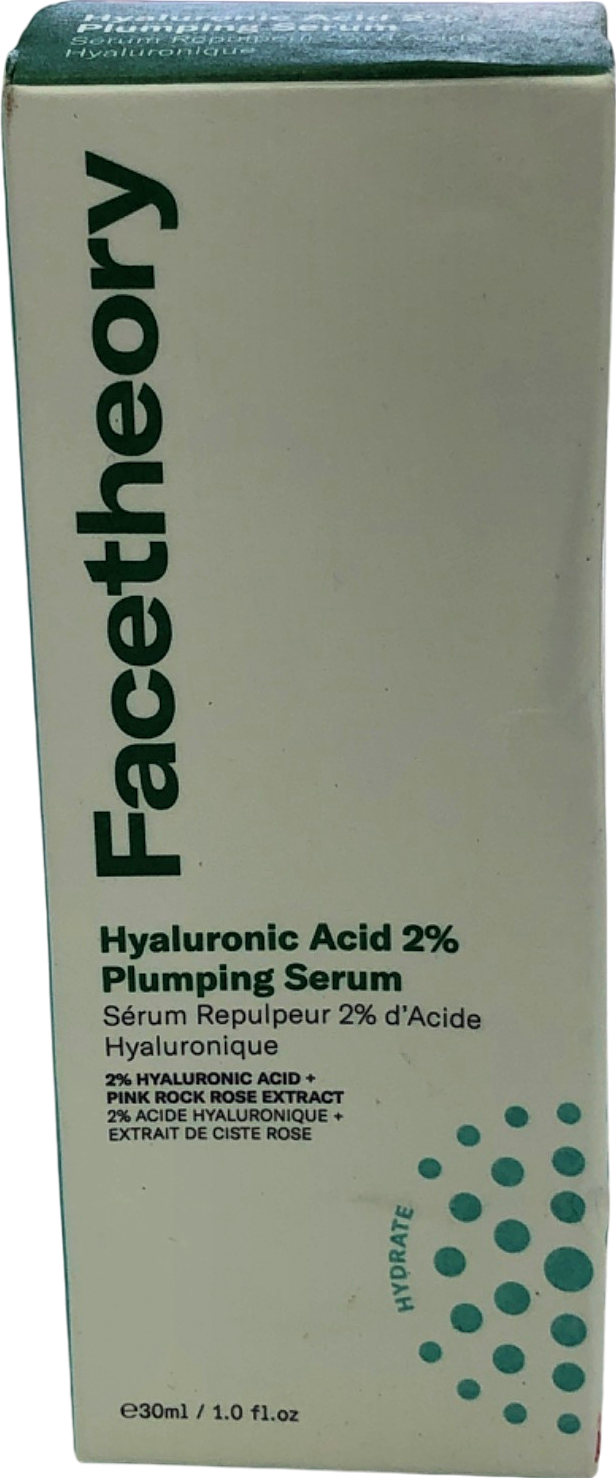 Hyaluronic Acid 2%
Plumping Serum
Sérum Repulpeur 2% d'Acide
Hyaluronique
Facetheory
Hyaluronic Acid 2%
Plumping Serum
Sérum Repulpeur 2% d'Acide
Hyaluronique
2% HYALURONIC ACID +
PINK ROCK ROSE EXTRACT
2% ACIDE HYALURONIQUE +
EXTRAIT DE CISTE ROSE
HYDRATE
℮30ml / 1.0 fl.oz